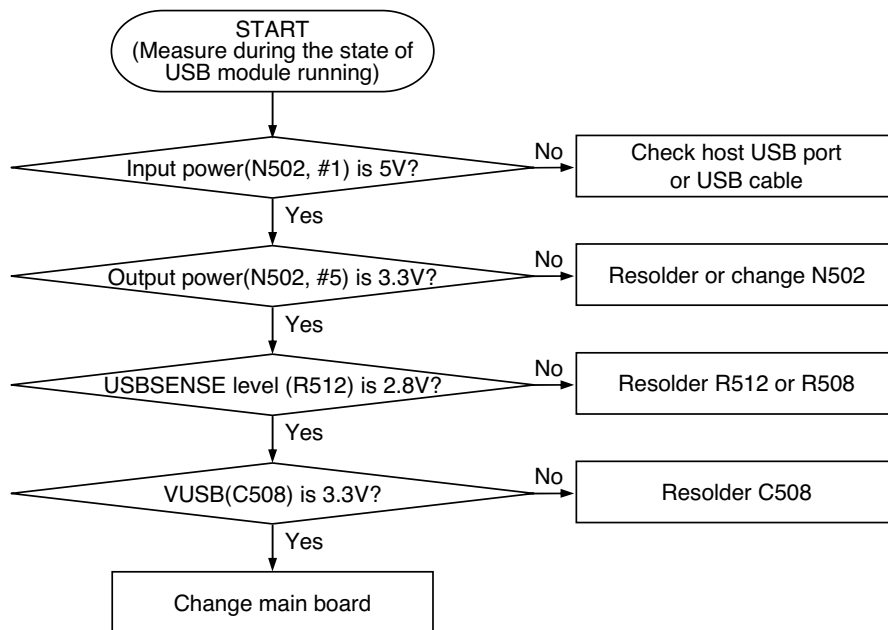 START
(Measure during the state of
USB module running)
Input power(N502, #1) is 5V?
No
Check host USB port
or USB cable
Yes
Output power(N502, #5) is 3.3V?
No
Resolder or change N502
Yes
USBSENSE level (R512) is 2.8V?
No
Resolder R512 or R508
Yes
VUSB(C508) is 3.3V?
No
Resolder C508
Yes
Change main board